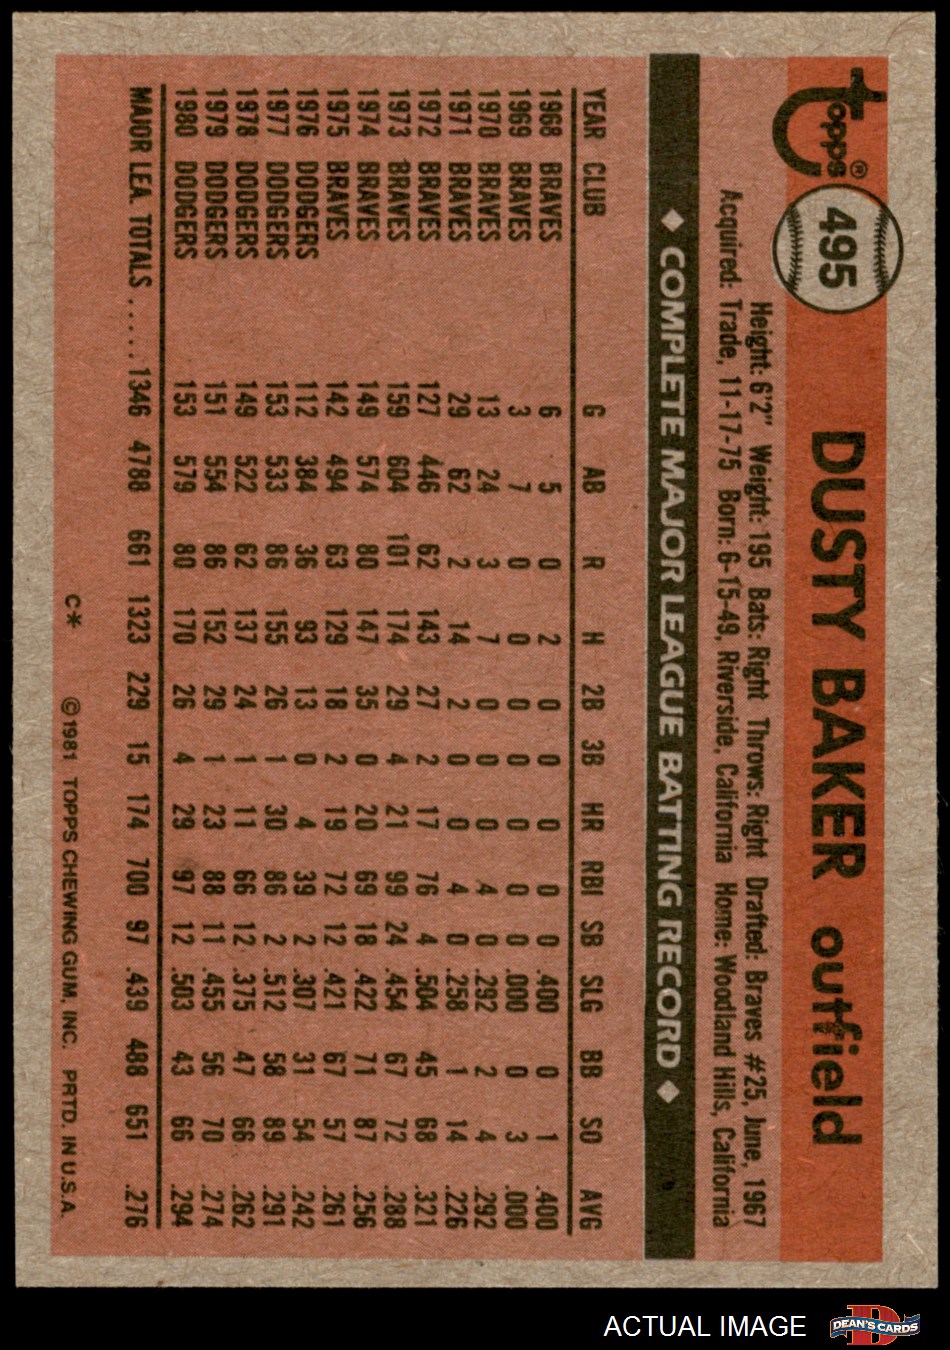 Topps®
495
DUSTY BAKER outfield
Height: 6'2" Weight: 195 Bats: Right Throws: Right Drafted: Braves #25, June, 1967
Acquired: Trade, 11-17-75 Born: 6-15-49, Riverside, California Home: Woodland Hills, California
◆ COMPLETE MAJOR LEAGUE BATTING RECORD ◆
YEAR CLUB G AB R H 2B 3B HR RBI SB SLG BB SO AVG
1968 BRAVES 6 5 0 2 0 0 0 0 0 .400 0 1 .400
1969 BRAVES 3 7 0 0 0 0 0 0 0 .000 0 3 .000
1970 BRAVES 13 24 3 7 0 0 0 4 0 .292 2 4 .292
1971 BRAVES 29 62 2 14 2 0 0 4 0 .258 1 14 .226
1972 BRAVES 127 446 62 143 27 2 17 76 4 .504 45 68 .321
1973 BRAVES 159 604 101 174 29 4 21 99 24 .454 67 72 .288
1974 BRAVES 149 574 80 147 35 0 20 69 18 .422 71 87 .256
1975 BRAVES 142 494 63 129 18 2 19 72 12 .421 67 57 .261
1976 DODGERS 112 384 36 93 13 0 4 39 2 .307 31 54 .242
1977 DODGERS 153 533 86 155 26 1 30 86 2 .512 58 89 .291
1978 DODGERS 149 522 62 137 24 1 11 66 12 .375 47 66 .262
1979 DODGERS 151 554 86 152 29 1 23 88 11 .455 56 70 .274
1980 DODGERS 153 579 80 170 26 4 29 97 12 .503 43 66 .294
MAJOR LEA. TOTALS ..... 1346 4788 661 1323 229 15 174 700 97 .439 488 651 .276
C* ©1981 TOPPS CHEWING GUM, INC. PRTD. IN U.S.A.
ACTUAL IMAGE
D
DEAN'S CARDS